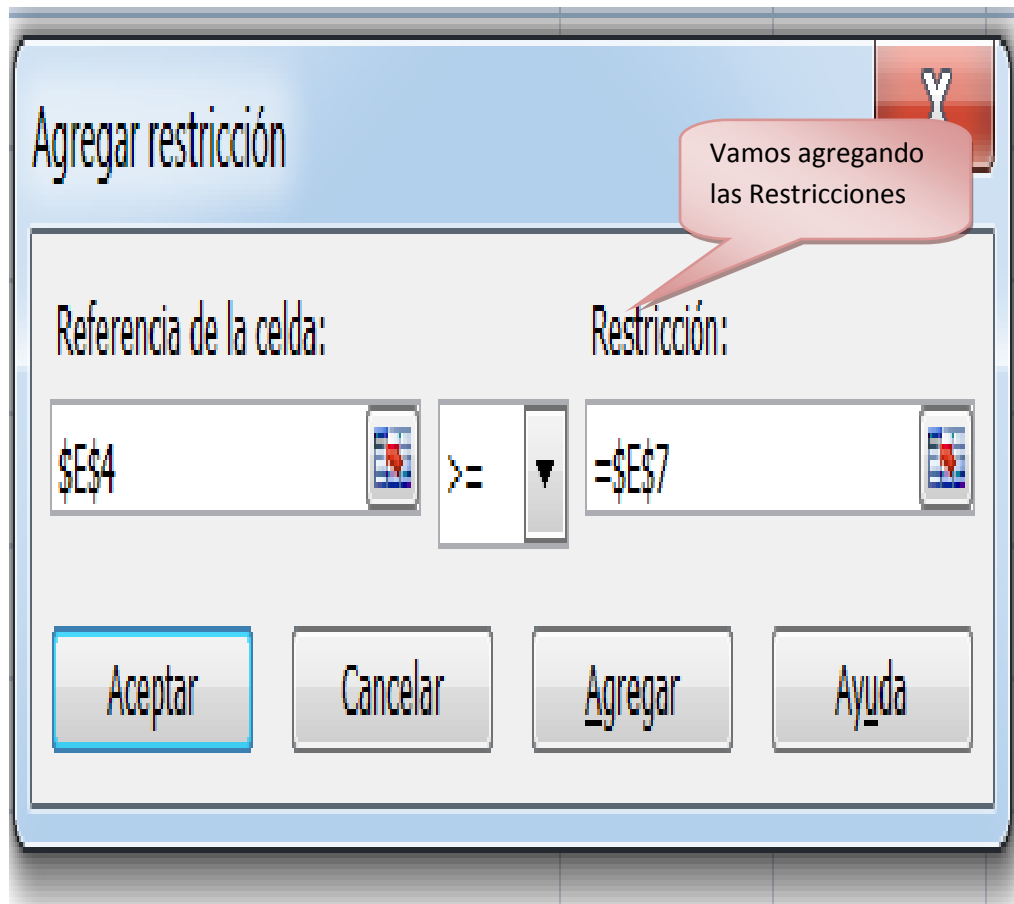 Agregar restricción
Vamos agregando
las Restricciones
Referencia de la celda:
Restricción:
$E$4
>=
=$E$7
Aceptar
Cancelar
Agregar
Ayuda